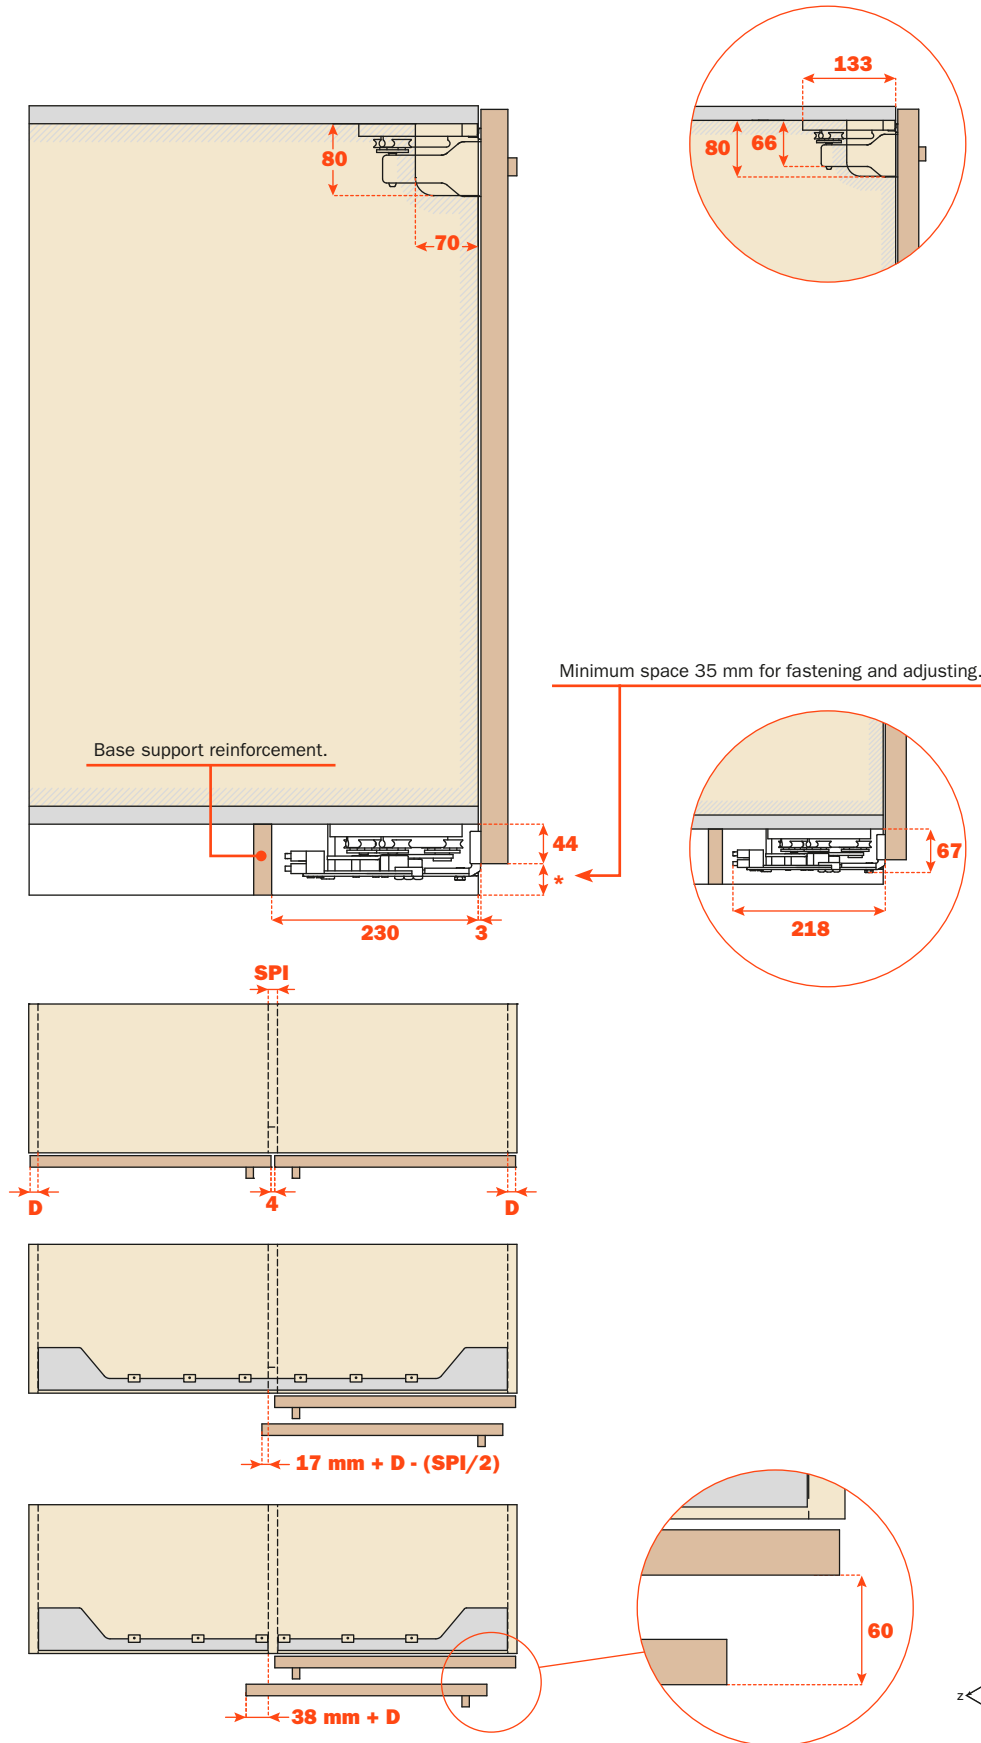 133
80
80
66
70
Minimum space 35 mm for fastening and adjusting.
Base support reinforcement.
44
*
67
230
3
218
SPI
D
4
D
17 mm + D - (SPI/2)
60
38 mm + D
z